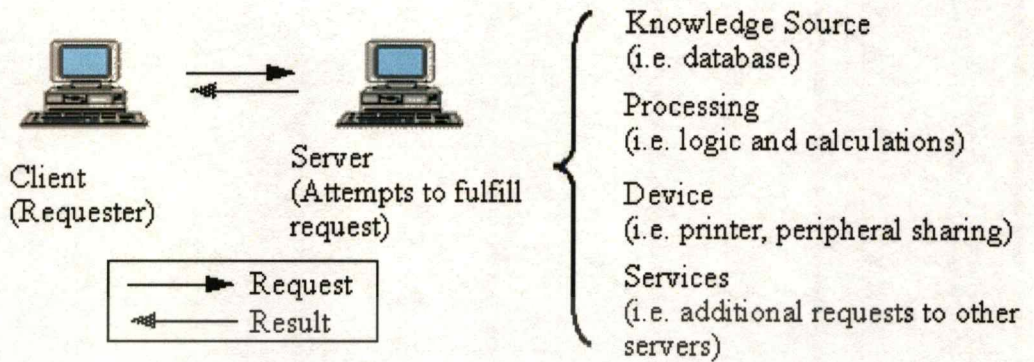 Client
(Requester)
Server
(Attempts to fulfill
request)
Request
Result
Knowledge Source
(i.e. database)
Processing
(i.e. logic and calculations)
Device
(i.e. printer, peripheral sharing)
Services
(i.e. additional requests to other
servers)